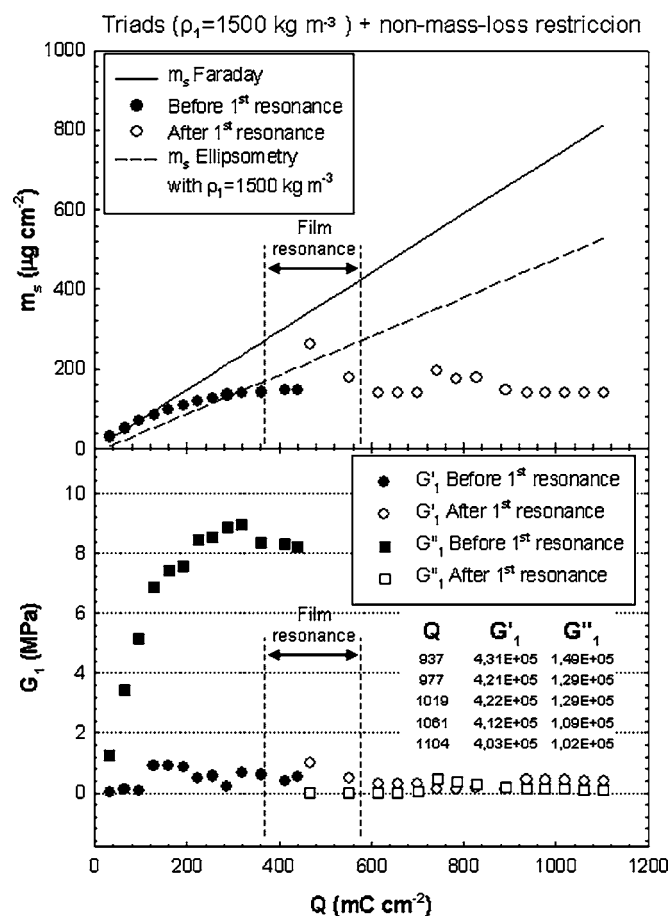 Triads (ρ₁=1500 kg m⁻³) + non-mass-loss restriccion
1000
800
600
400
200
0
mₛ (µg cm⁻²)
mₛ Faraday
Before 1ˢᵗ resonance
After 1ˢᵗ resonance
mₛ Ellipsometry
with ρ₁=1500 kg m⁻³
Film
resonance
10
8
6
4
2
0
G₁ (MPa)
G'₁ Before 1ˢᵗ resonance
G'₁ After 1ˢᵗ resonance
G"₁ Before 1ˢᵗ resonance
G"₁ After 1ˢᵗ resonance
Film
resonance
Q G'₁ G"₁
937 4,31E+05 1,49E+05
977 4,21E+05 1,29E+05
1019 4,22E+05 1,29E+05
1061 4,12E+05 1,09E+05
1104 4,03E+05 1,02E+05
0 200 400 600 800 1000 1200
Q (mC cm⁻²)